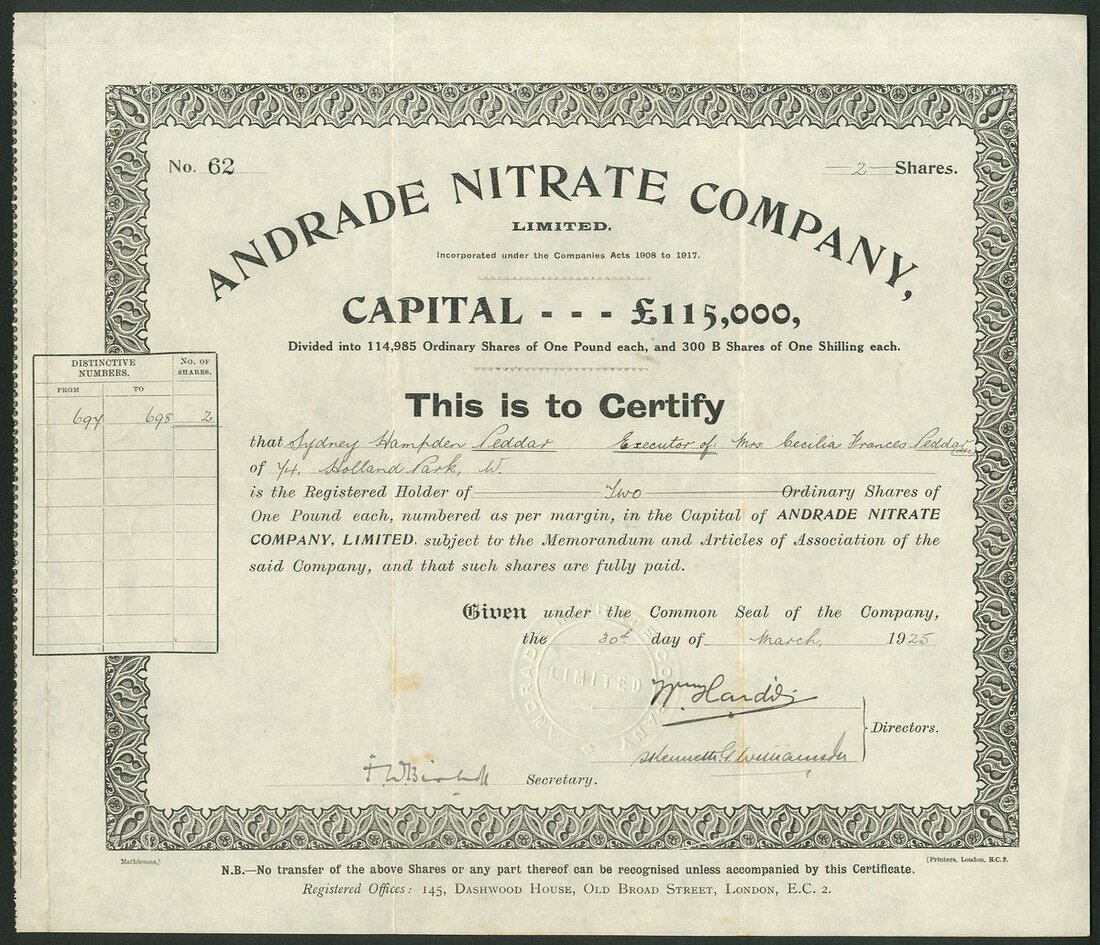 No. 62
2 Shares.
ANDRADE NITRATE COMPANY,
LIMITED.
Incorporated under the Companies Acts 1908 to 1917.
CAPITAL - - - £115,000,
Divided into 114,985 Ordinary Shares of One Pound each, and 300 B Shares of One Shilling each.
DISTINCTIVE NUMBERS. No. OF SHARES.
FROM TO
697 698 2
This is to Certify
that Sydney Hampden Peddar Executor of Mrs. Cecilia Frances Peddar (dec
of 74, Holland Park, W.
is the Registered Holder of Two Ordinary Shares of
One Pound each, numbered as per margin, in the Capital of ANDRADE NITRATE
COMPANY, LIMITED, subject to the Memorandum and Articles of Association of the
said Company, and that such shares are fully paid.
Given under the Common Seal of the Company,
the 30th day of March, 1925
ANDRADE NITRATE COMPANY
LIMITED
Directors.
Kenneth G. Williamson
Secretary.
Mathiesons,]
[Printers, London, E.C.2.
N.B.—No transfer of the above Shares or any part thereof can be recognised unless accompanied by this Certificate.
Registered Offices: 145, DASHWOOD HOUSE, OLD BROAD STREET, LONDON, E.C. 2.